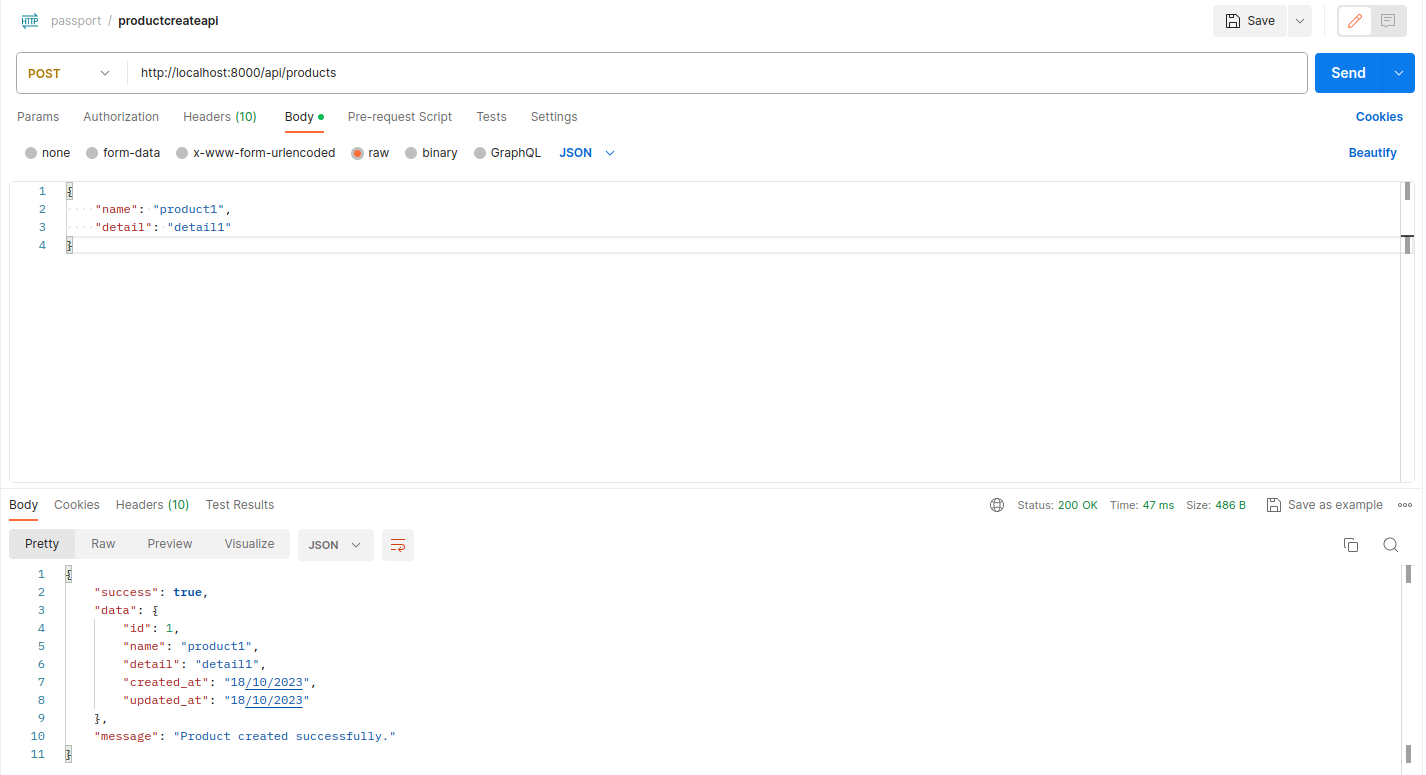 HTTP passport / productcreateapi Save
POST http://localhost:8000/api/products Send
Params Authorization Headers (10) Body Pre-request Script Tests Settings Cookies
none form-data x-www-form-urlencoded raw binary GraphQL JSON Beautify
1 {
2 "name": "product1",
3 "detail": "detail1"
4 }
Body Cookies Headers (10) Test Results Status: 200 OK Time: 47 ms Size: 486 B Save as example
Pretty Raw Preview Visualize JSON
1 {
2 "success": true,
3 "data": {
4 "id": 1,
5 "name": "product1",
6 "detail": "detail1",
7 "created_at": "18/10/2023",
8 "updated_at": "18/10/2023"
9 },
10 "message": "Product created successfully."
11 }